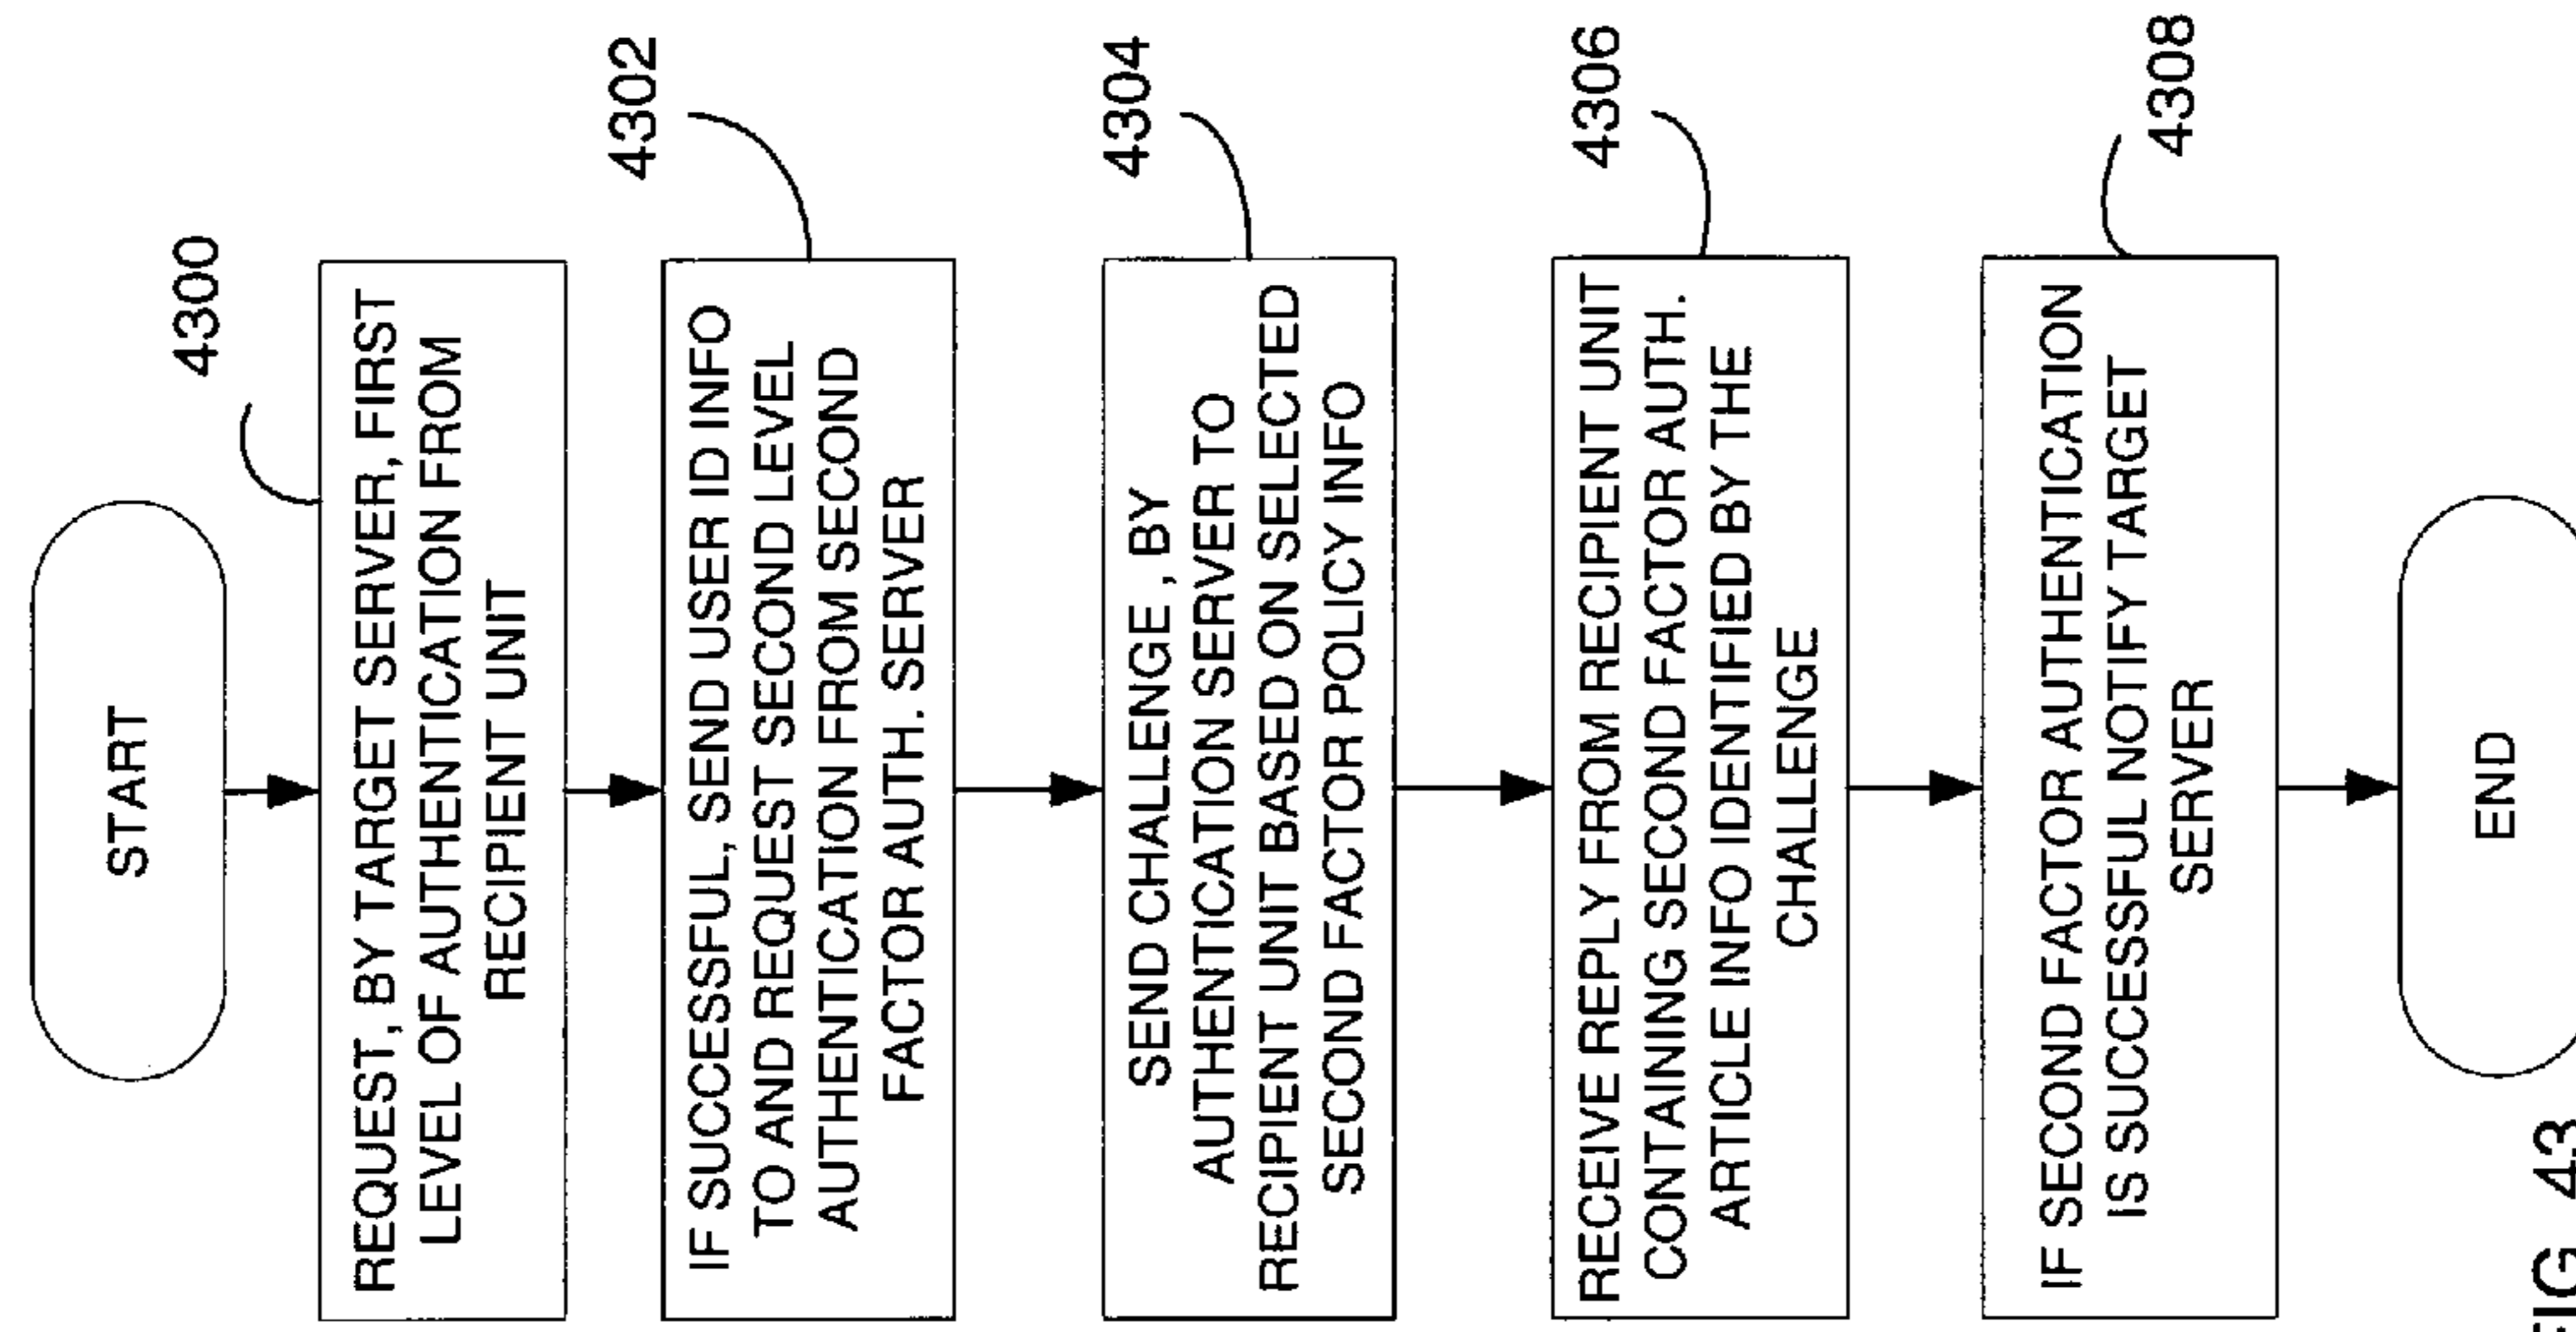 START
4300
REQUEST, BY TARGET SERVER, FIRST
LEVEL OF AUTHENTICATION FROM
RECIPIENT UNIT
4302
IF SUCCESSFUL, SEND USER ID INFO
TO AND REQUEST SECOND LEVEL
AUTHENTICATION FROM SECOND
FACTOR AUTH. SERVER
4304
SEND CHALLENGE , BY
AUTHENTICATION SERVER TO
RECIPIENT UNIT BASED ON SELECTED
SECOND FACTOR POLICY INFO
4306
RECEIVE REPLY FROM RECIPIENT UNIT
CONTAINING SECOND FACTOR AUTH.
ARTICLE INFO IDENTIFIED BY THE
CHALLENGE
4308
IF SECOND FACTOR AUTHENTICATION
IS SUCCESSFUL NOTIFY TARGET
SERVER
END
FIG. 43